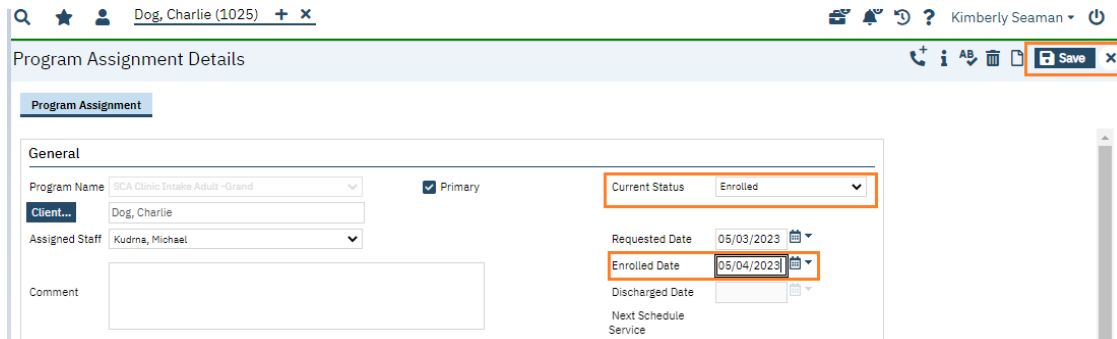 Dog, Charlie (1025) + ×
? Kimberly Seaman
Program Assignment Details
i AB Save ×
Program Assignment
General
Program Name SCA Clinic Intake Adult -Grand Primary Current Status Enrolled
Client... Dog, Charlie
Assigned Staff Kudrna, Michael Requested Date 05/03/2023
Enrolled Date 05/04/2023
Comment Discharged Date
Next Schedule
Service